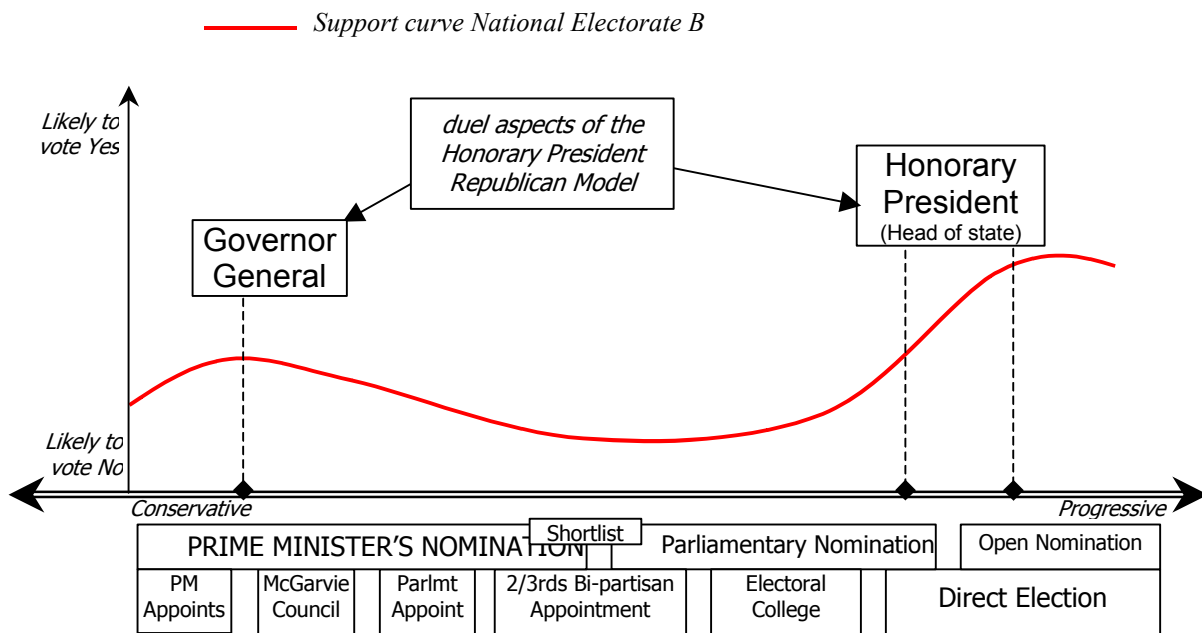 Support curve National Electorate B
Likely to
vote Yes
duel aspects of the
Honorary President
Republican Model
Honorary
President
(Head of state)
Governor
General
Likely to
vote No
Conservative
Progressive
Shortlist
PRIME MINISTER'S NOMINATION
Parliamentary Nomination
Open Nomination
PM
Appoints
McGarvie
Council
Parlmt
Appoint
2/3rds Bi-partisan
Appointment
Electoral
College
Direct Election